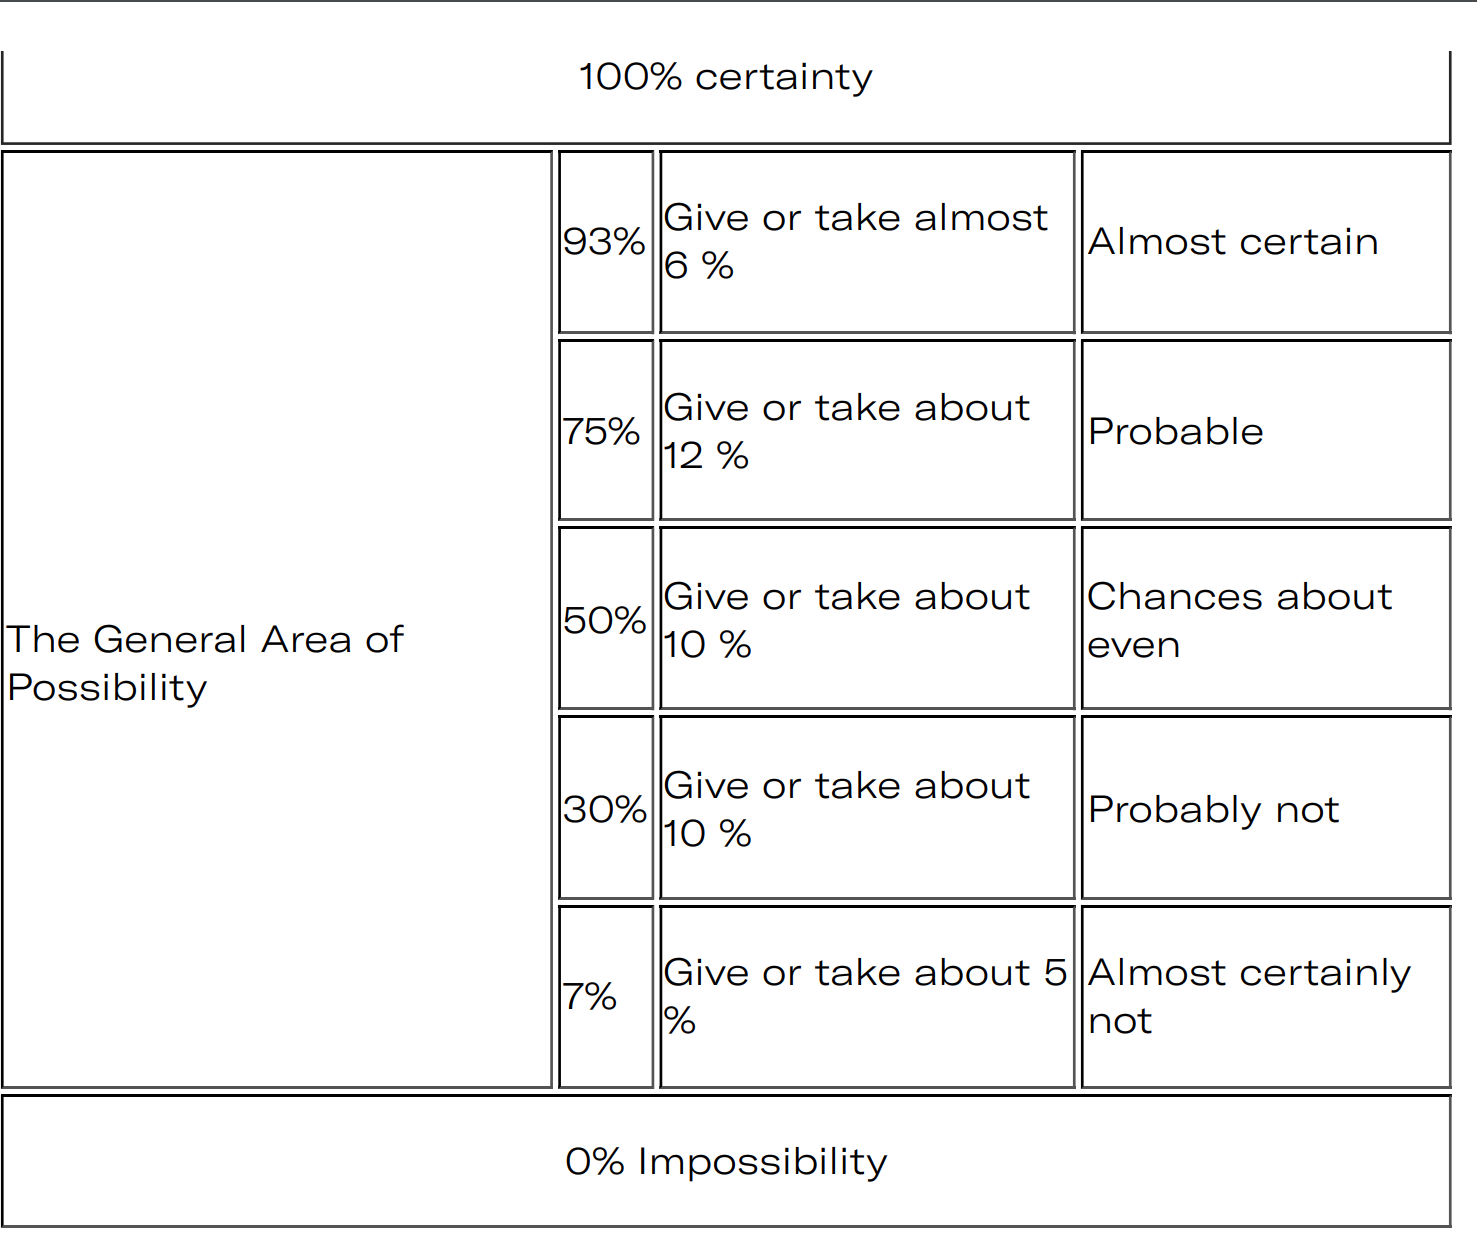 100% certainty
93%
Give or take almost
6 %
Almost certain
75%
Give or take about
12 %
Probable
The General Area of
Possibility
50%
Give or take about
10 %
Chances about
even
30%
Give or take about
10 %
Probably not
7%
Give or take about 5
%
Almost certainly
not
0% Impossibility